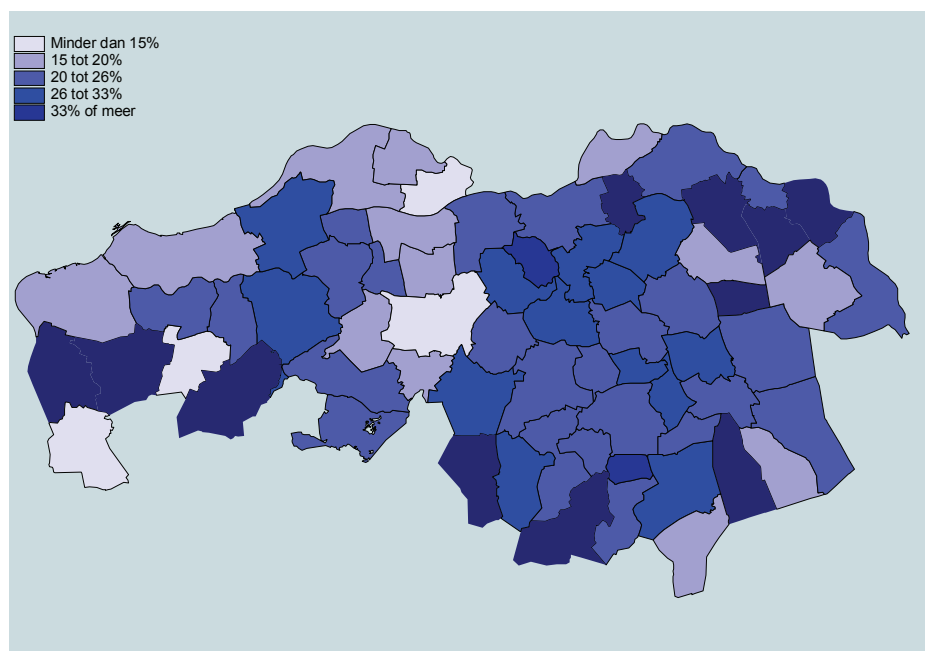 Minder dan 15%
15 tot 20%
20 tot 26%
26 tot 33%
33% of meer